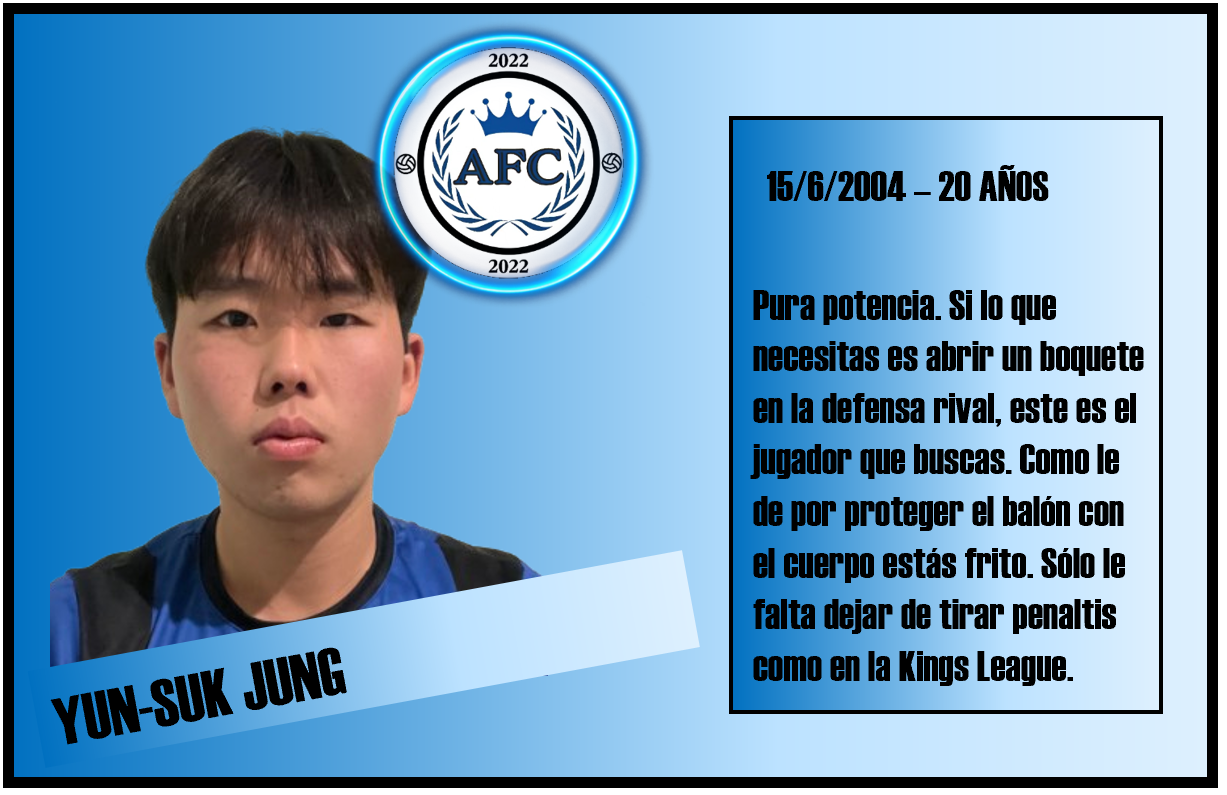 2022
AFC
2022
15/6/2004 – 20 AÑOS
Pura potencia. Si lo que
necesitas es abrir un boquete
en la defensa rival, este es el
jugador que buscas. Como le
de por proteger el balón con
el cuerpo estás frito. Sólo le
falta dejar de tirar penaltis
como en la Kings League.
YUN-SUK JUNG